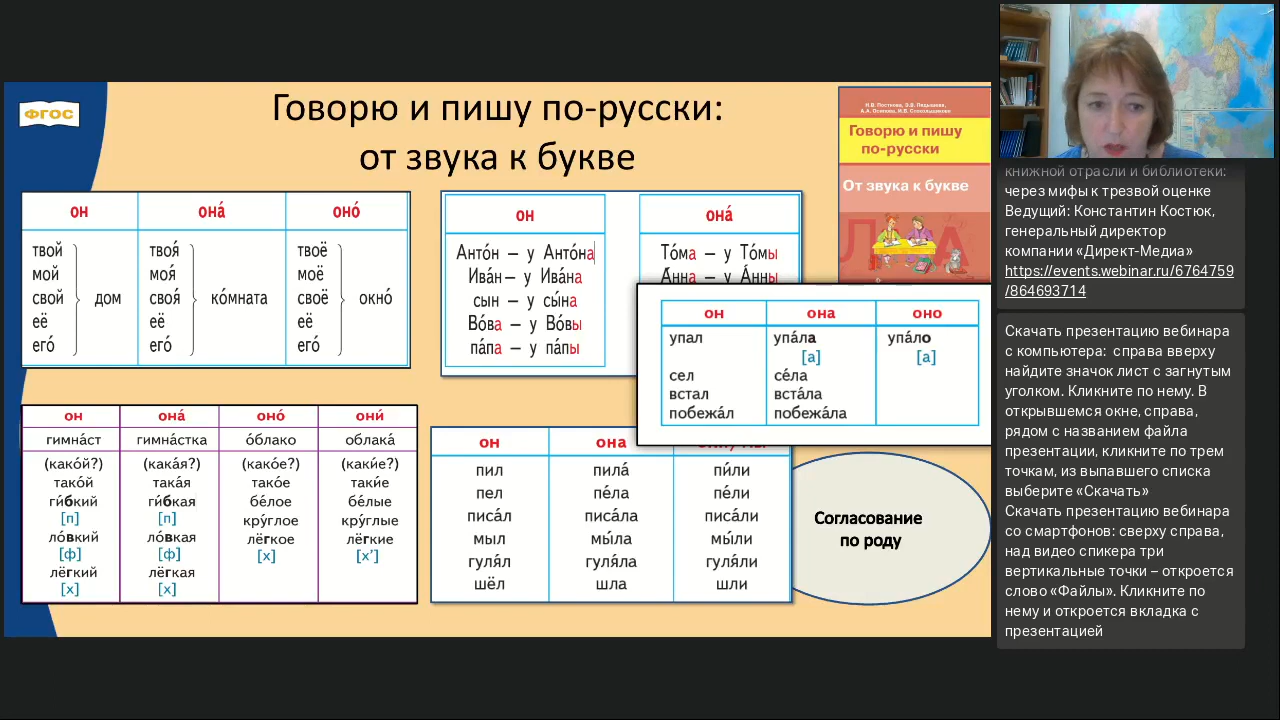 ФГОС
Говорю и пишу по-русски:
от звука к букве
Говорю и пишу
по-русски
От звука к букве
он она́ оно́
твой твоя́ твоё
мой моя́ моё
свой дом своя́ ко́мната своё окно́
её её её
его́ его́ его́
он она́
Анто́н – у Анто́на То́ма – у То́мы
Ива́н – у Ива́на А́нна – у А́нны
сын – у сы́на
Во́ва – у Во́вы
па́па – у па́пы
он она оно
упал упа́ла упа́ло
[а] [а]
сел се́ла
встал вста́ла
побежа́л побежа́ла
он она́ оно́ они́
гимна́ст гимна́стка о́блако облака́
(како́й?) (кака́я?) (како́е?) (каки́е?)
тако́й така́я тако́е таки́е
ги́бкий ги́бкая бе́лое бе́лые
[п] [п] кру́глое кру́глые
ло́вкий ло́вкая лёгкое лёгкие
[ф] [ф] [х] [х’]
лёгкий лёгкая
[х] [х]
он она
пил пила́ пи́ли
пел пе́ла пе́ли
писа́л писа́ла писа́ли
мыл мы́ла мы́ли
гуля́л гуля́ла гуля́ли
шёл шла шли
Согласование
по роду
книжной отрасли и библиотеки:
через мифы к трезвой оценке
Ведущий: Константин Костюк,
генеральный директор
компании «Директ-Медиа»
https://events.webinar.ru/6764759
/864693714
Скачать презентацию вебинара
с компьютера: справа вверху
найдите значок лист с загнутым
уголком. Кликните по нему. В
открывшемся окне, справа,
рядом с названием файла
презентации, кликните по трем
точкам, из выпавшего списка
выберите «Скачать»
Скачать презентацию вебинара
со смартфонов: сверху справа,
над видео спикера три
вертикальные точки – откроется
слово «Файлы». Кликните по
нему и откроется вкладка с
презентацией